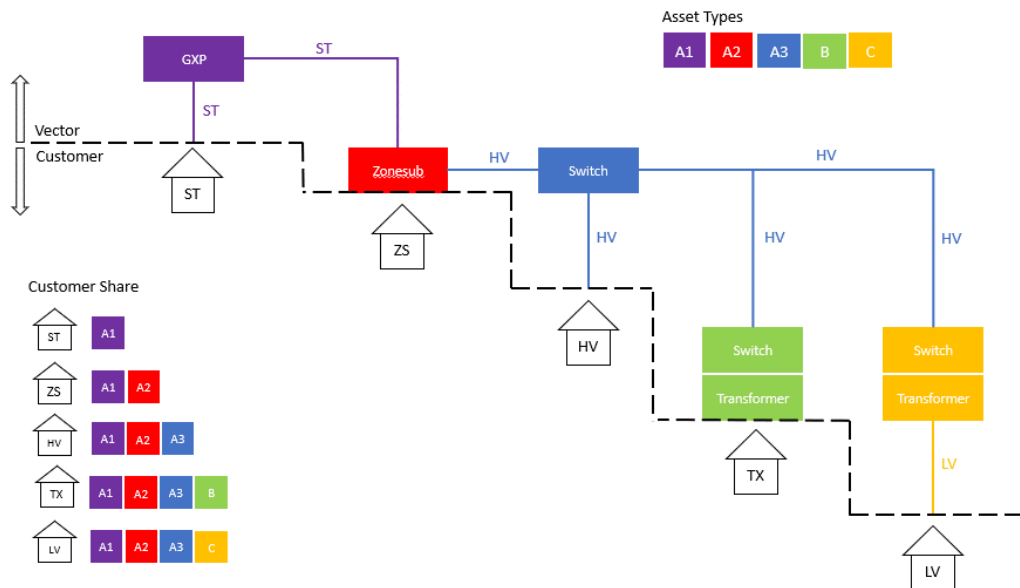 Asset Types
A1 A2 A3 B C
GXP
ST
ST
Vector
Customer
ST
Zonesub
HV
Switch
HV
ZS
HV
HV
HV
HV
Switch
Transformer
Switch
Transformer
TX
LV
LV
Customer Share
ST A1
ZS A1 A2
HV A1 A2 A3
TX A1 A2 A3 B
LV A1 A2 A3 C